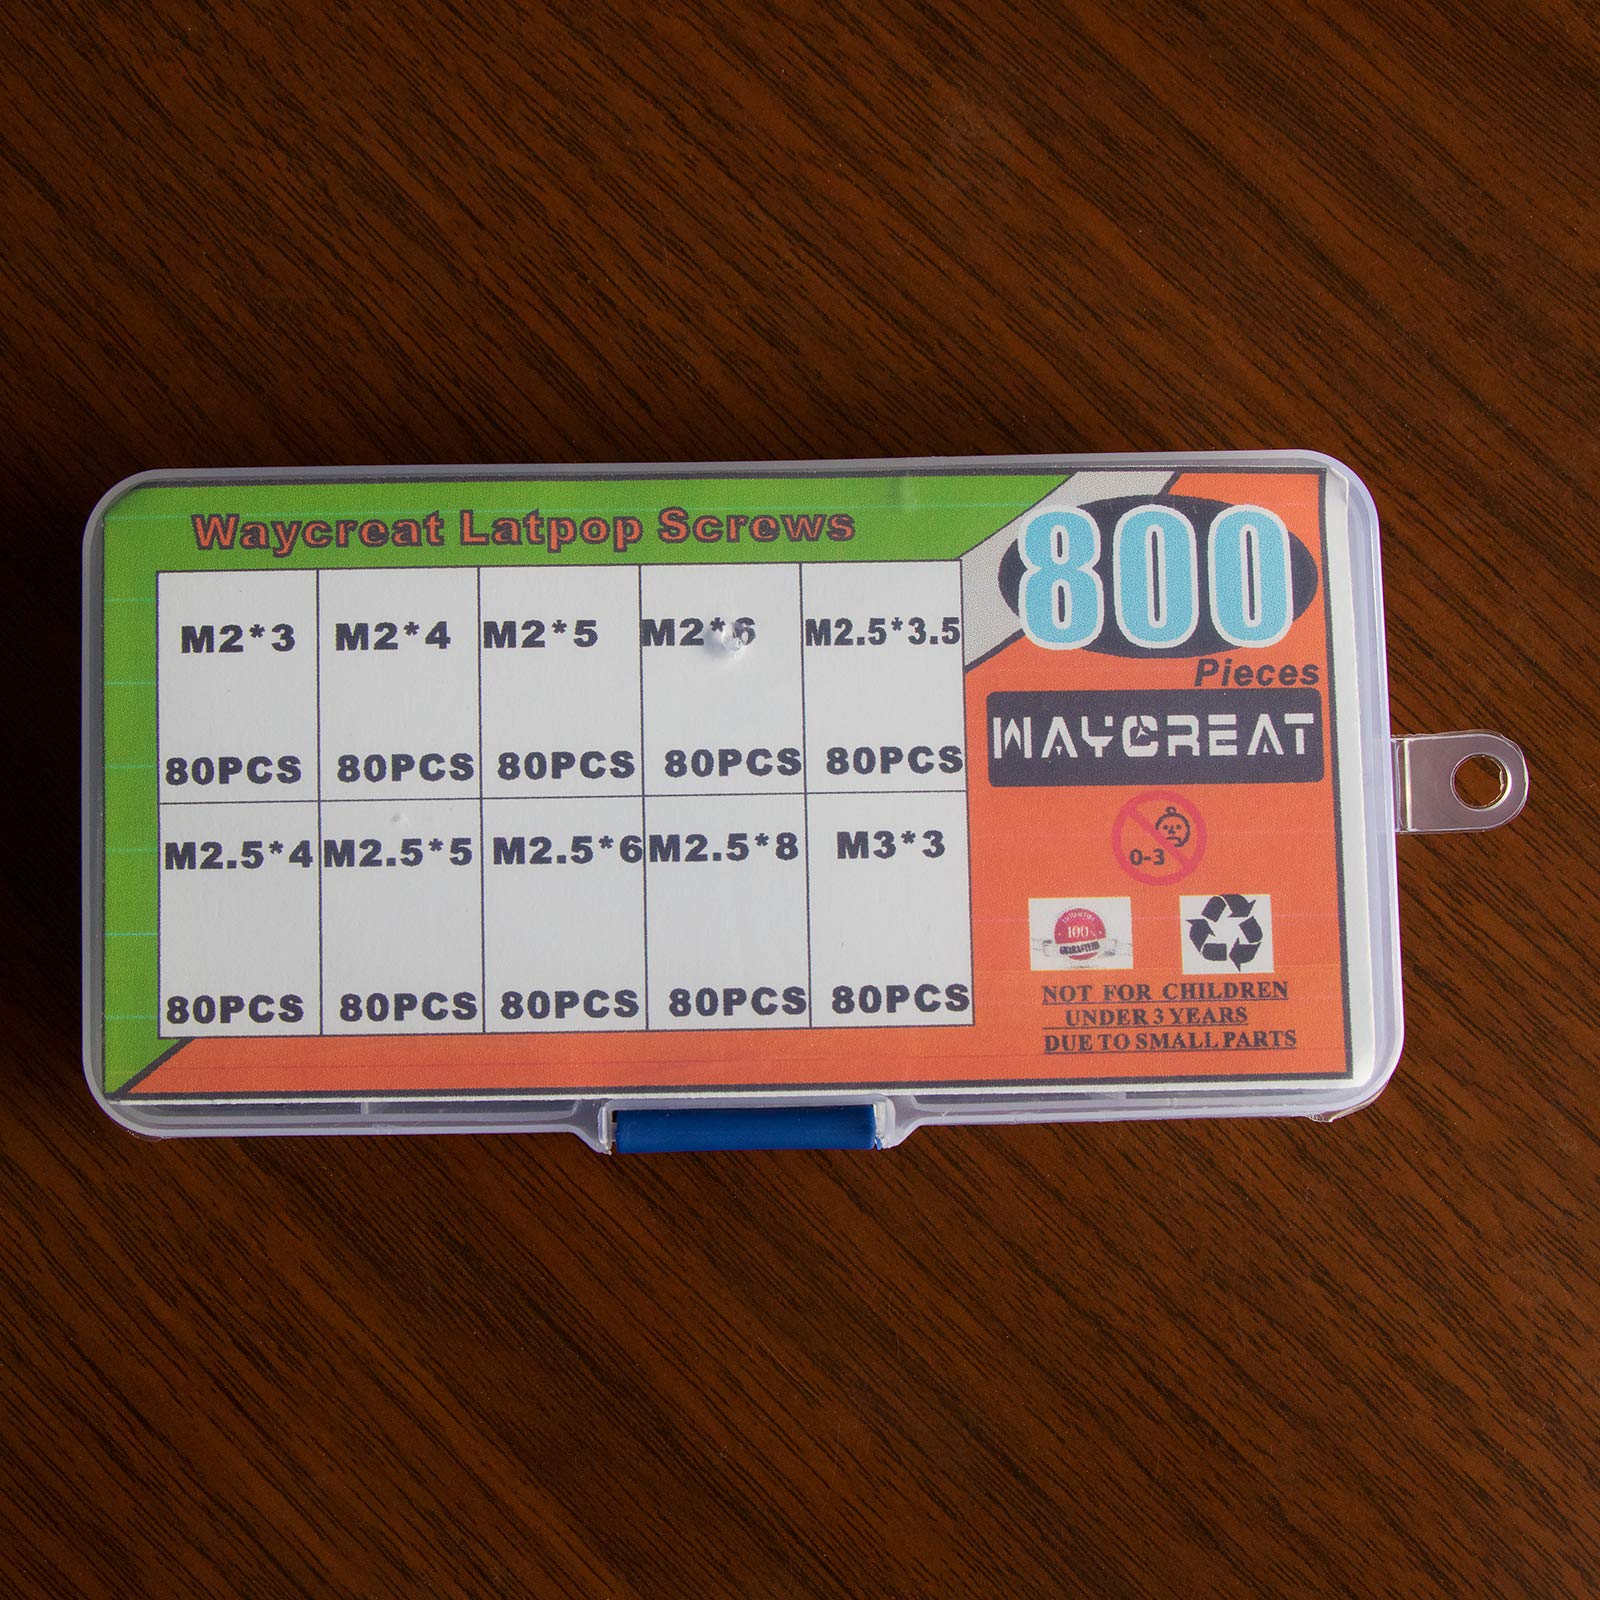 Waycreat Latpop Screws
800
Pieces
WAYCREAT
M2*3 M2*4 M2*5 M2*6 M2.5*3.5
80PCS 80PCS 80PCS 80PCS 80PCS
M2.5*4 M2.5*5 M2.5*6 M2.5*8 M3*3
80PCS 80PCS 80PCS 80PCS 80PCS
0-3
100%
GUARANTEED
NOT FOR CHILDREN
UNDER 3 YEARS
DUE TO SMALL PARTS